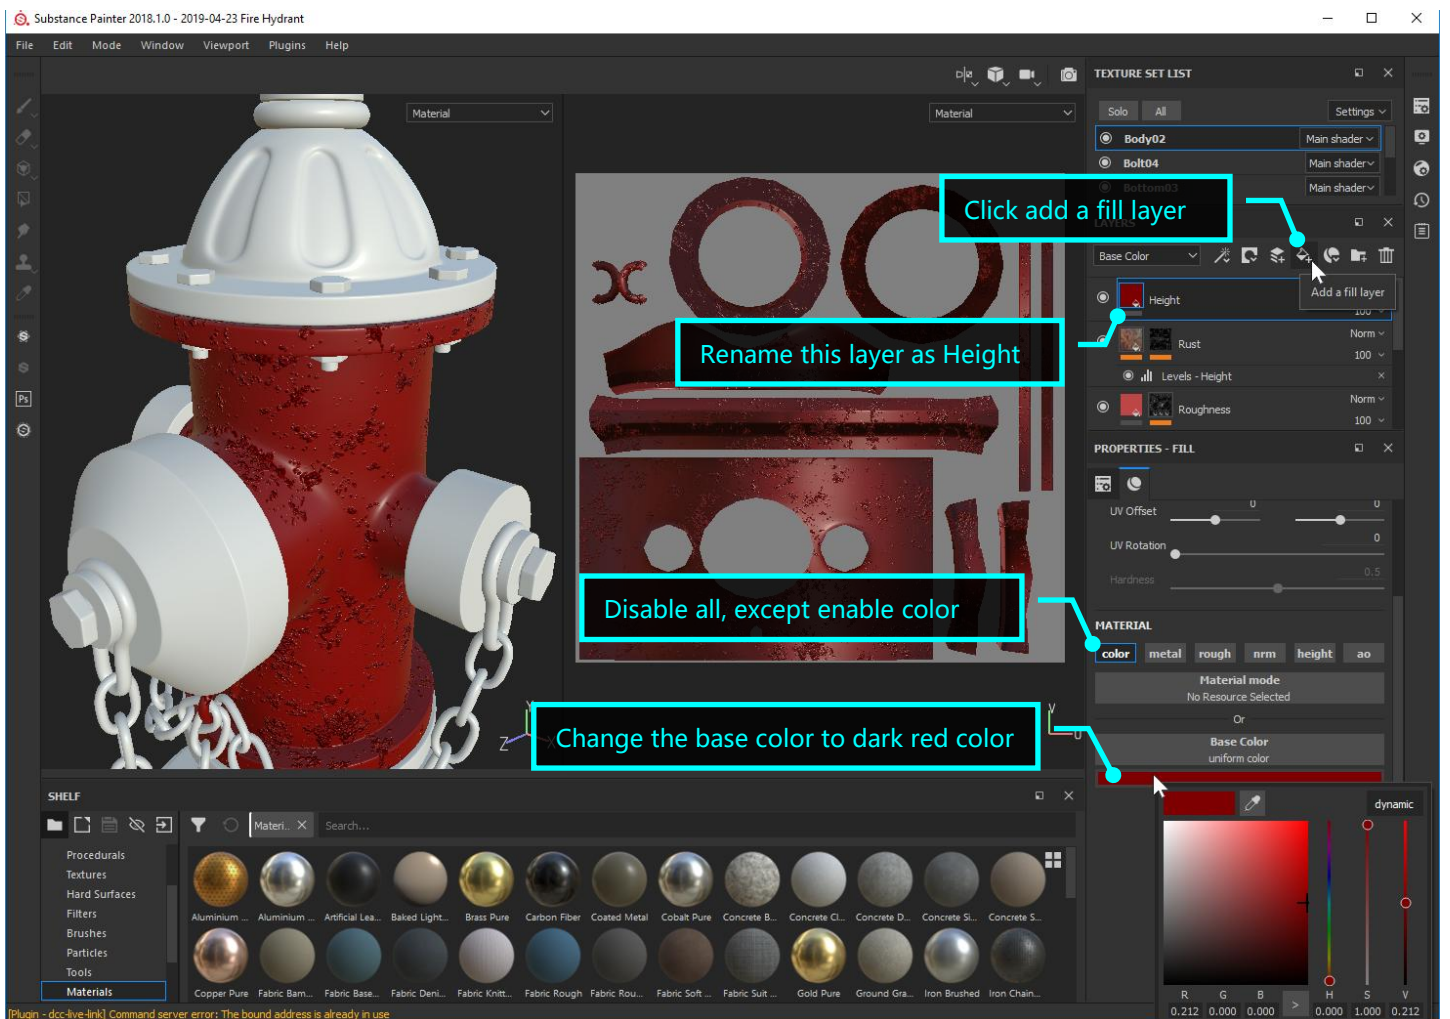 Substance Painter 2018.1.0 - 2019-04-23 Fire Hydrant
File Edit Mode Window Viewport Plugins Help
Material
Material
TEXTURE SET LIST
Solo All Settings
Body02 Main shader
Bolt04 Main shader
Bottom03 Main shader
Click add a fill layer
LAYERS
Base Color
Add a fill layer
Height
100
Rename this layer as Height
Rust Norm
100
Levels - Height
Roughness Norm
100
PROPERTIES - FILL
UV Offset 0 0
UV Rotation 0
Hardness 0.5
Disable all, except enable color
MATERIAL
color metal rough nrm height ao
Material mode
No Resource Selected
Or
Change the base color to dark red color
Base Color
uniform color
Y
Z X
V
U
Ps
dynamic
R G B H S V
0.212 0.000 0.000 > 0.000 1.000 0.212
SHELF
Materi.. Search...
Procedurals
Textures
Hard Surfaces
Filters
Brushes
Particles
Tools
Materials
Aluminium ... Aluminium ... Artificial Lea... Baked Light... Brass Pure Carbon Fiber Coated Metal Cobalt Pure Concrete B... Concrete Cl... Concrete D... Concrete Si... Concrete S...
Copper Pure Fabric Bam... Fabric Base... Fabric Deni... Fabric Knitt... Fabric Rough Fabric Rou... Fabric Soft ... Fabric Suit ... Gold Pure Ground Gra... Iron Brushed Iron Chain...
[Plugin - dcc-live-link] Command server error: The bound address is already in use